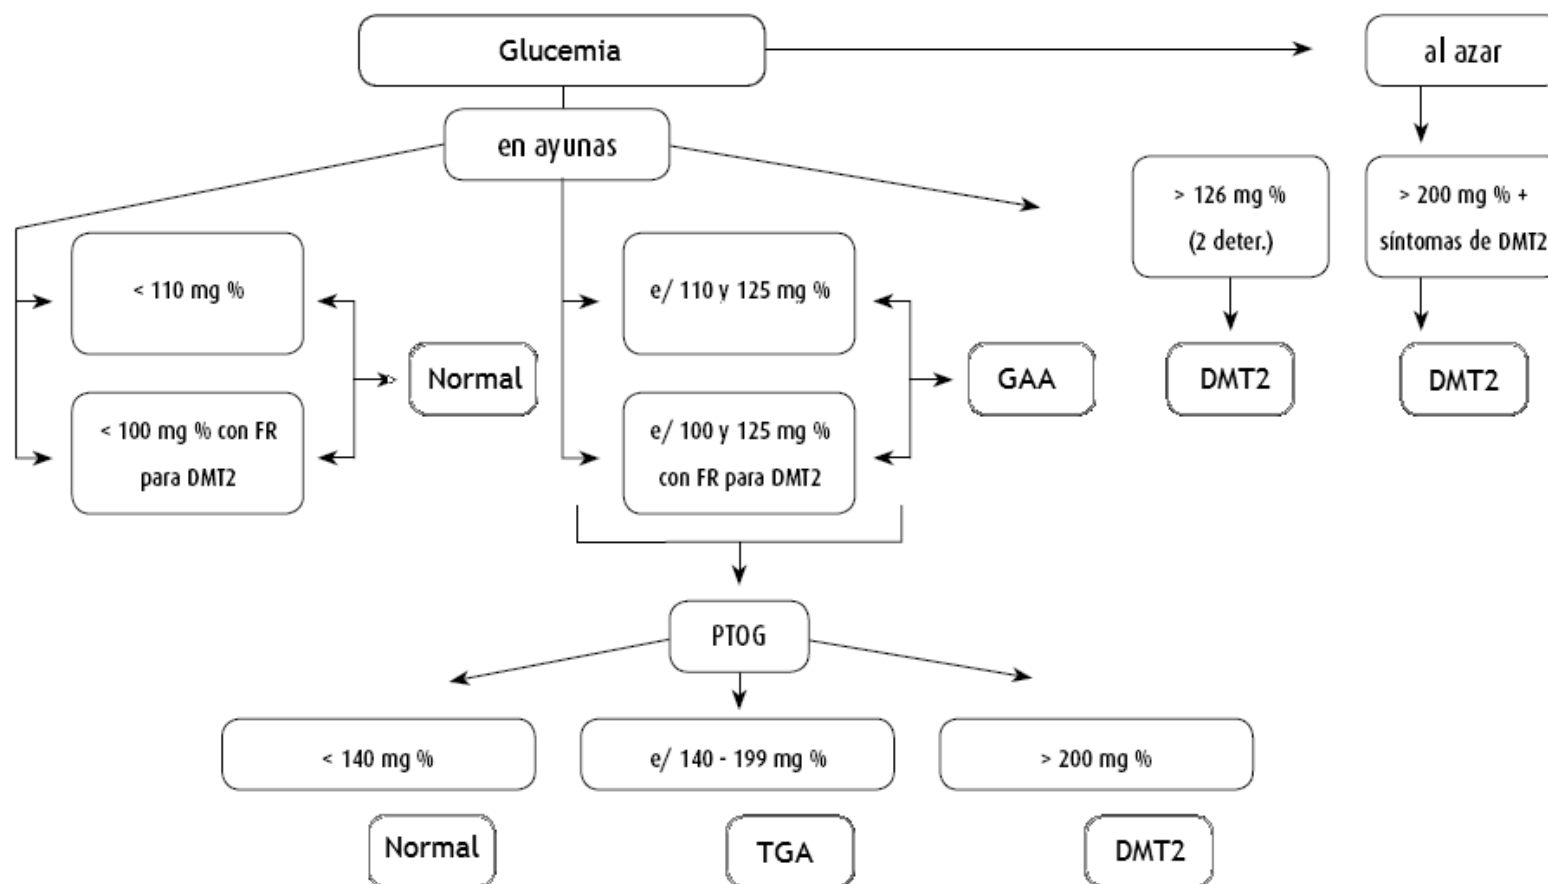 Glucemia
al azar
en ayunas
> 126 mg %
(2 deter.)
> 200 mg % +
síntomas de DMT2
< 110 mg %
e/ 110 y 125 mg %
Normal
GAA
DMT2
DMT2
< 100 mg % con FR
para DMT2
e/ 100 y 125 mg %
con FR para DMT2
PTOG
< 140 mg %
e/ 140 - 199 mg %
> 200 mg %
Normal
TGA
DMT2